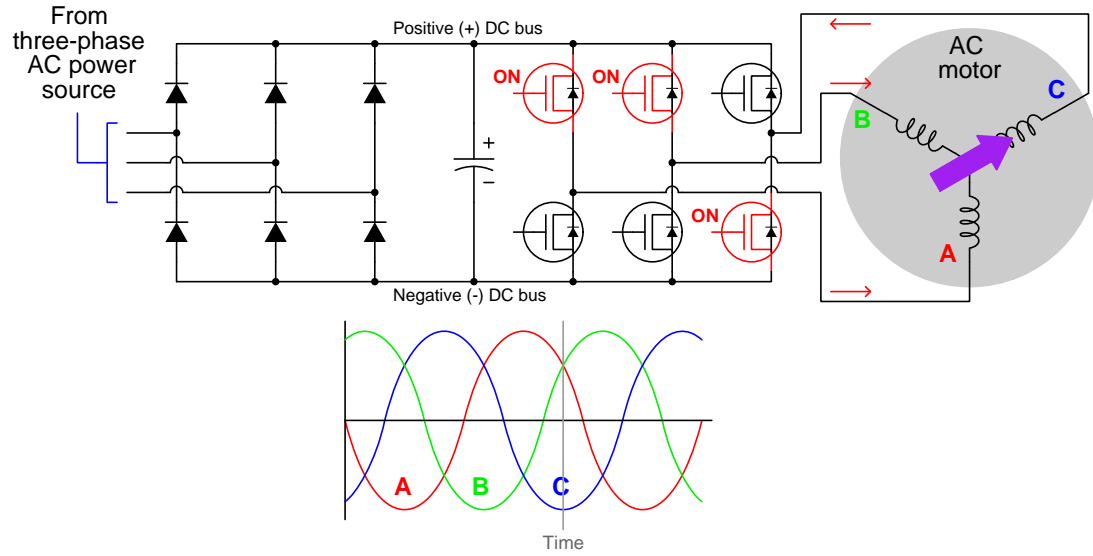 From
three-phase
AC power
source
Positive (+) DC bus
ON
ON
+
−
ON
Negative (-) DC bus
AC
motor
B
C
A
A
B
C
Time